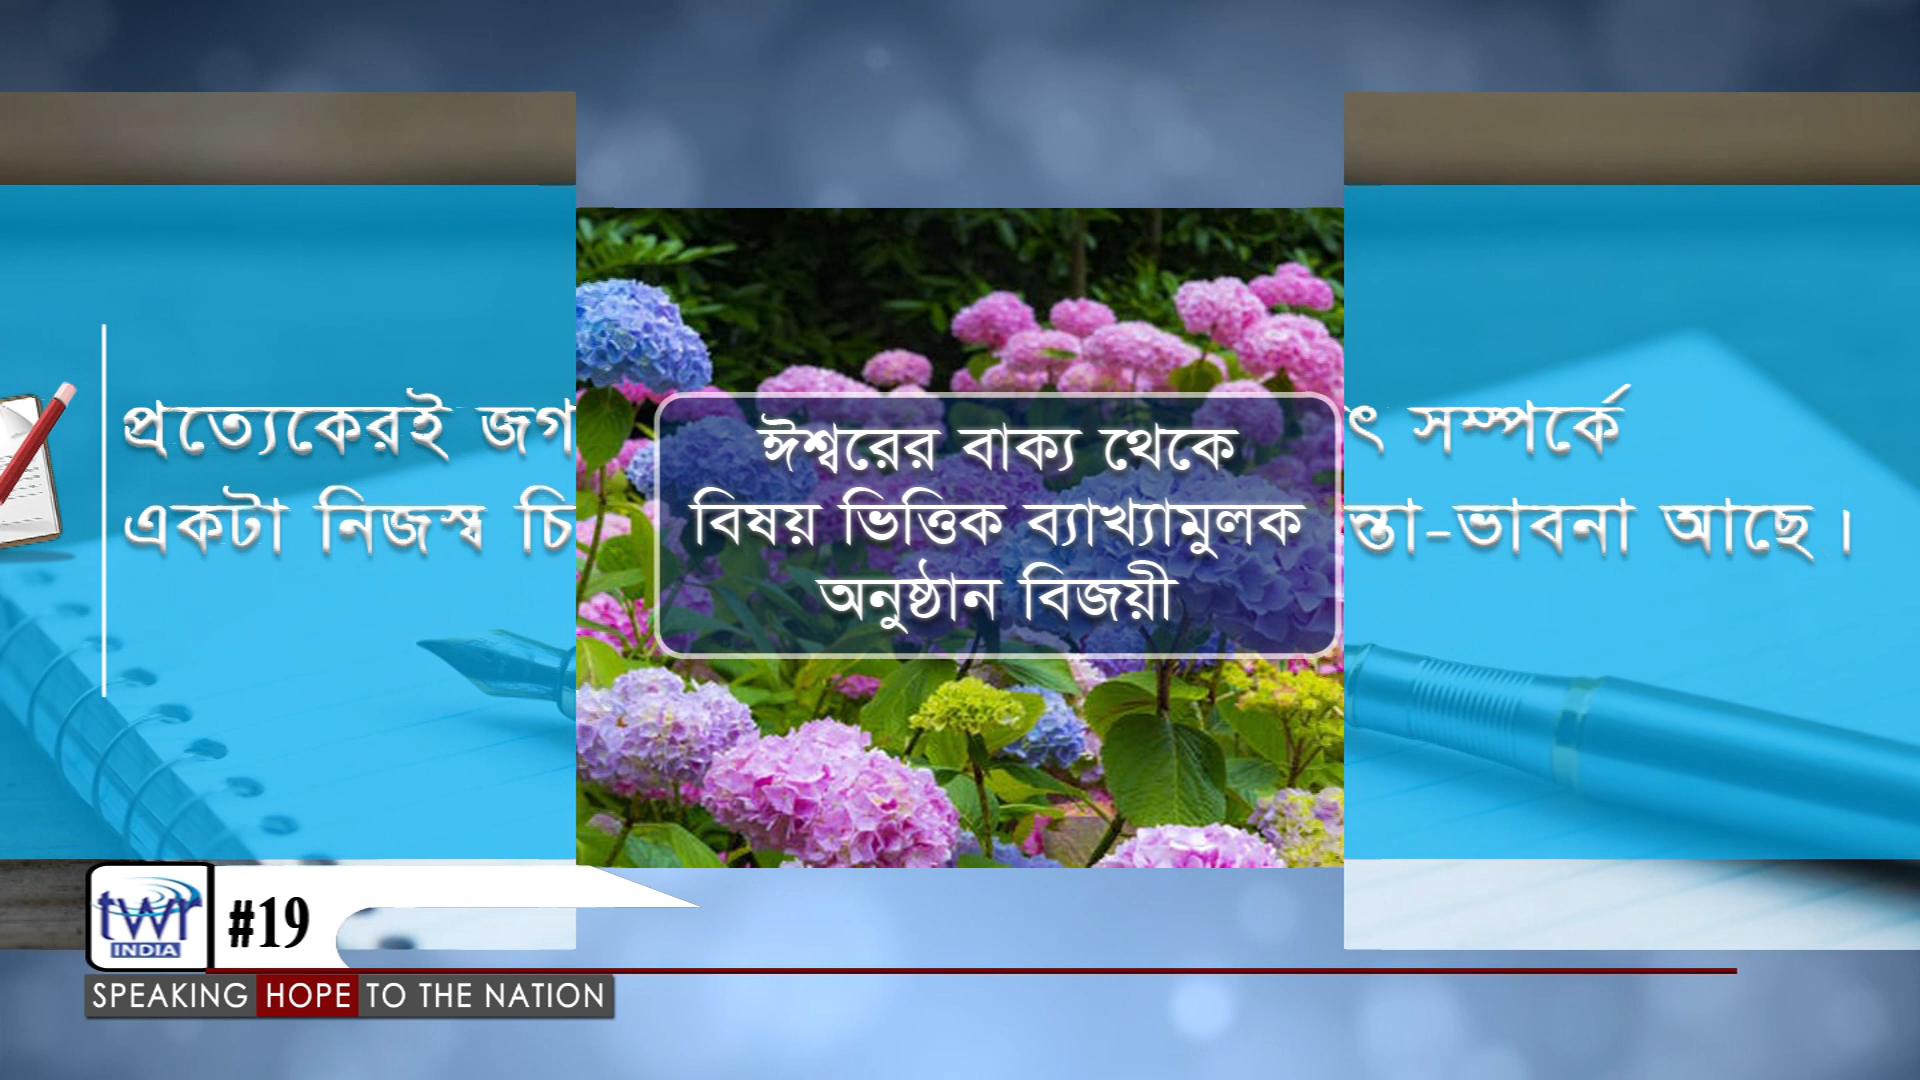 প্রত্যেকেরই জগৎ সম্পর্কে
একটা নিজস্ব চিন্তা-ভাবনা আছে।
ঈশ্বরের বাক্য থেকে
বিষয় ভিত্তিক ব্যাখ্যামুলক
অনুষ্ঠান বিজয়ী
twr
INDIA
#19
SPEAKING HOPE TO THE NATION